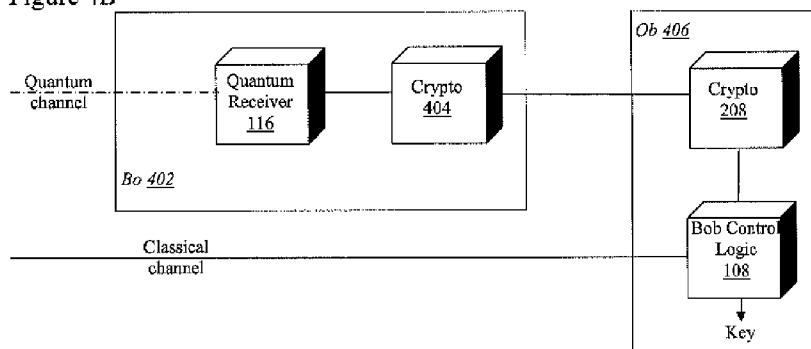 Figure 4B
Ob 406
Quantum
channel
Quantum
Receiver
116
Crypto
404
Crypto
208
Bo 402
Classical
channel
Bob Control
Logic
108
Key